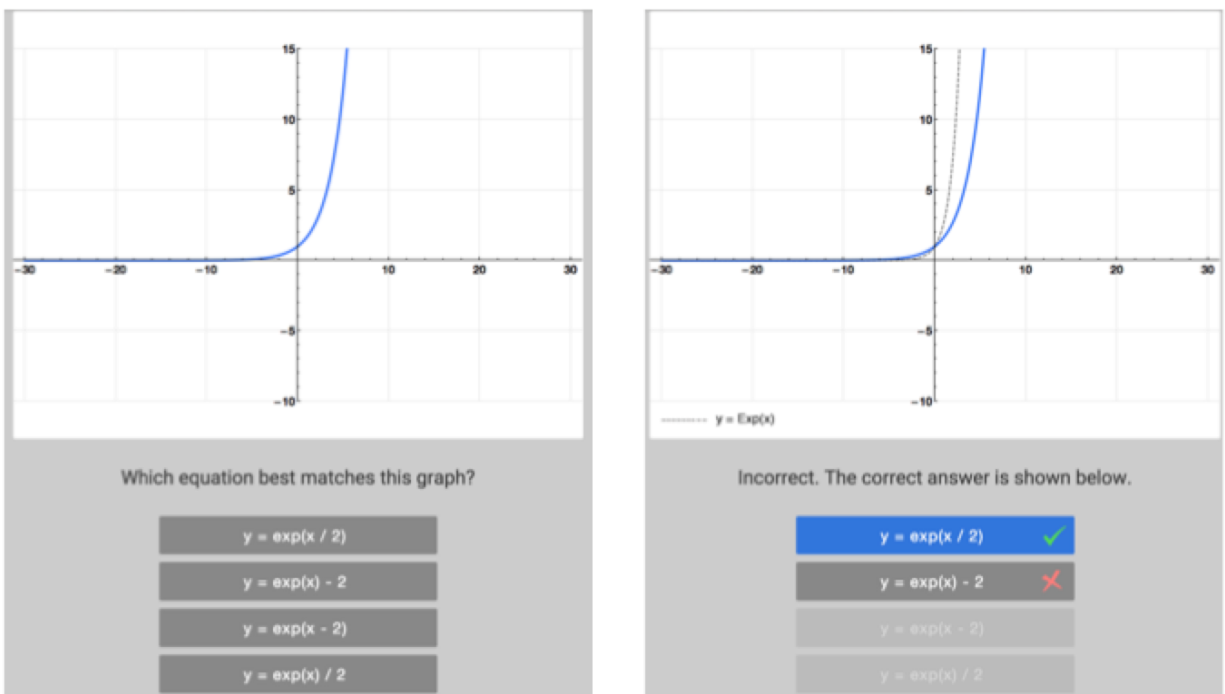 15
10
5
-30 -20 -10 10 20 30
-5
-10
Which equation best matches this graph?
y = exp(x / 2)
y = exp(x) - 2
y = exp(x - 2)
y = exp(x) / 2
15
10
5
-30 -20 -10 10 20 30
-5
-10
y = Exp(x)
Incorrect. The correct answer is shown below.
y = exp(x / 2)
y = exp(x) - 2
y = exp(x - 2)
y = exp(x) / 2